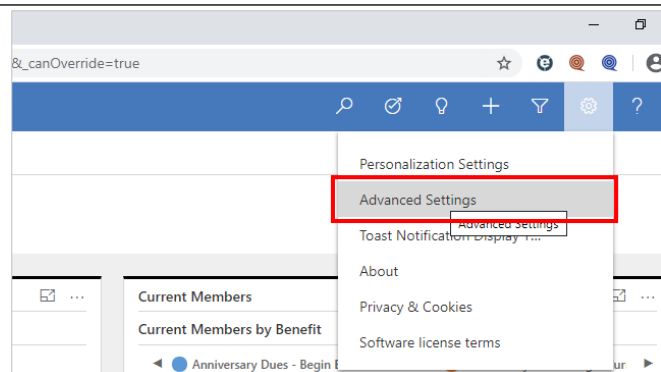 &_canOverride=true
Personalization Settings
Advanced Settings
Advanced Settings
Toast Notification Display T...
About
Current Members
Privacy & Cookies
Current Members by Benefit
Software license terms
Anniversary Dues - Begin
ur